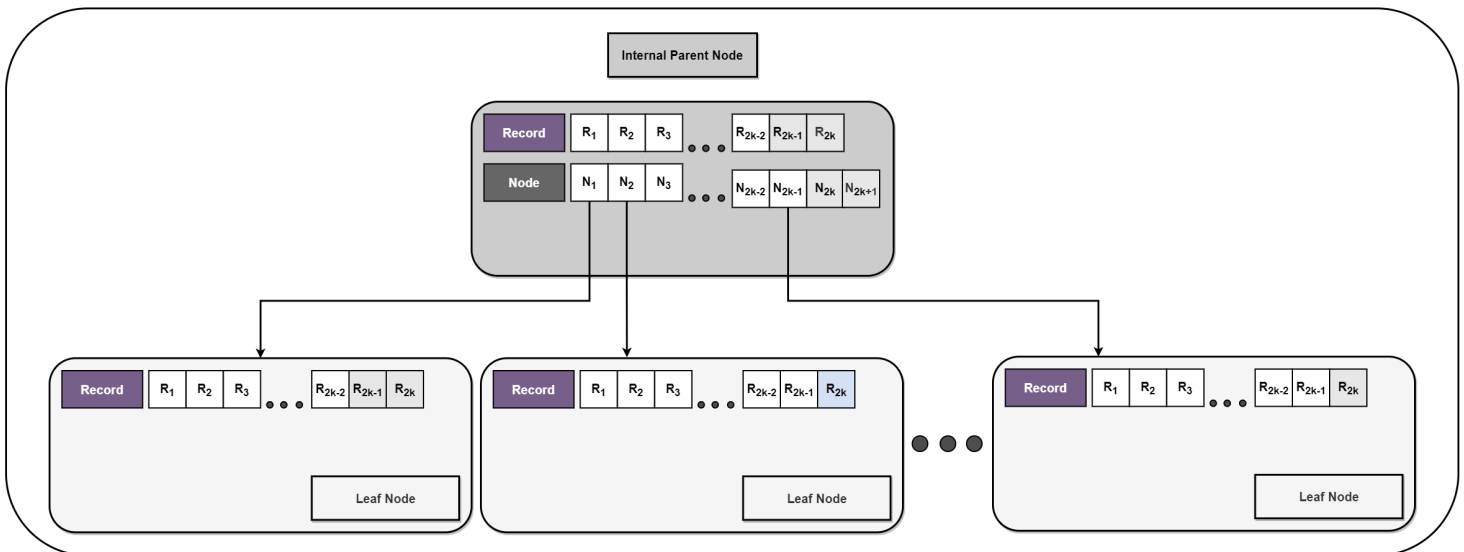 Internal Parent Node
Record R1 R2 R3 R2k-2 R2k-1 R2k
Node N1 N2 N3 N2k-2 N2k-1 N2k N2k+1
Record R1 R2 R3 R2k-2 R2k-1 R2k
Leaf Node
Record R1 R2 R3 R2k-2 R2k-1 R2k
Leaf Node
Record R1 R2 R3 R2k-2 R2k-1 R2k
Leaf Node